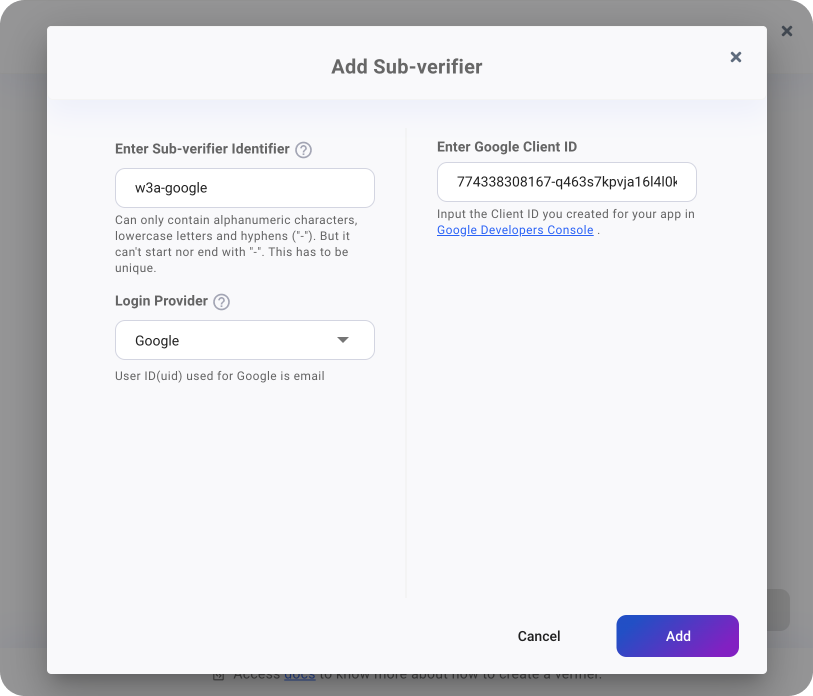 Add Sub-verifier
Enter Sub-verifier Identifier
w3a-google
Can only contain alphanumeric characters,
lowercase letters and hyphens ("-"). But it
can't start nor end with "-". This has to be
unique.
Login Provider
Google
User ID(uid) used for Google is email
Enter Google Client ID
774338308167-q463s7kpvja16l4l0k
Input the Client ID you created for your app in
Google Developers Console .
Cancel
Add
Access docs to know more about how to create a verifier.